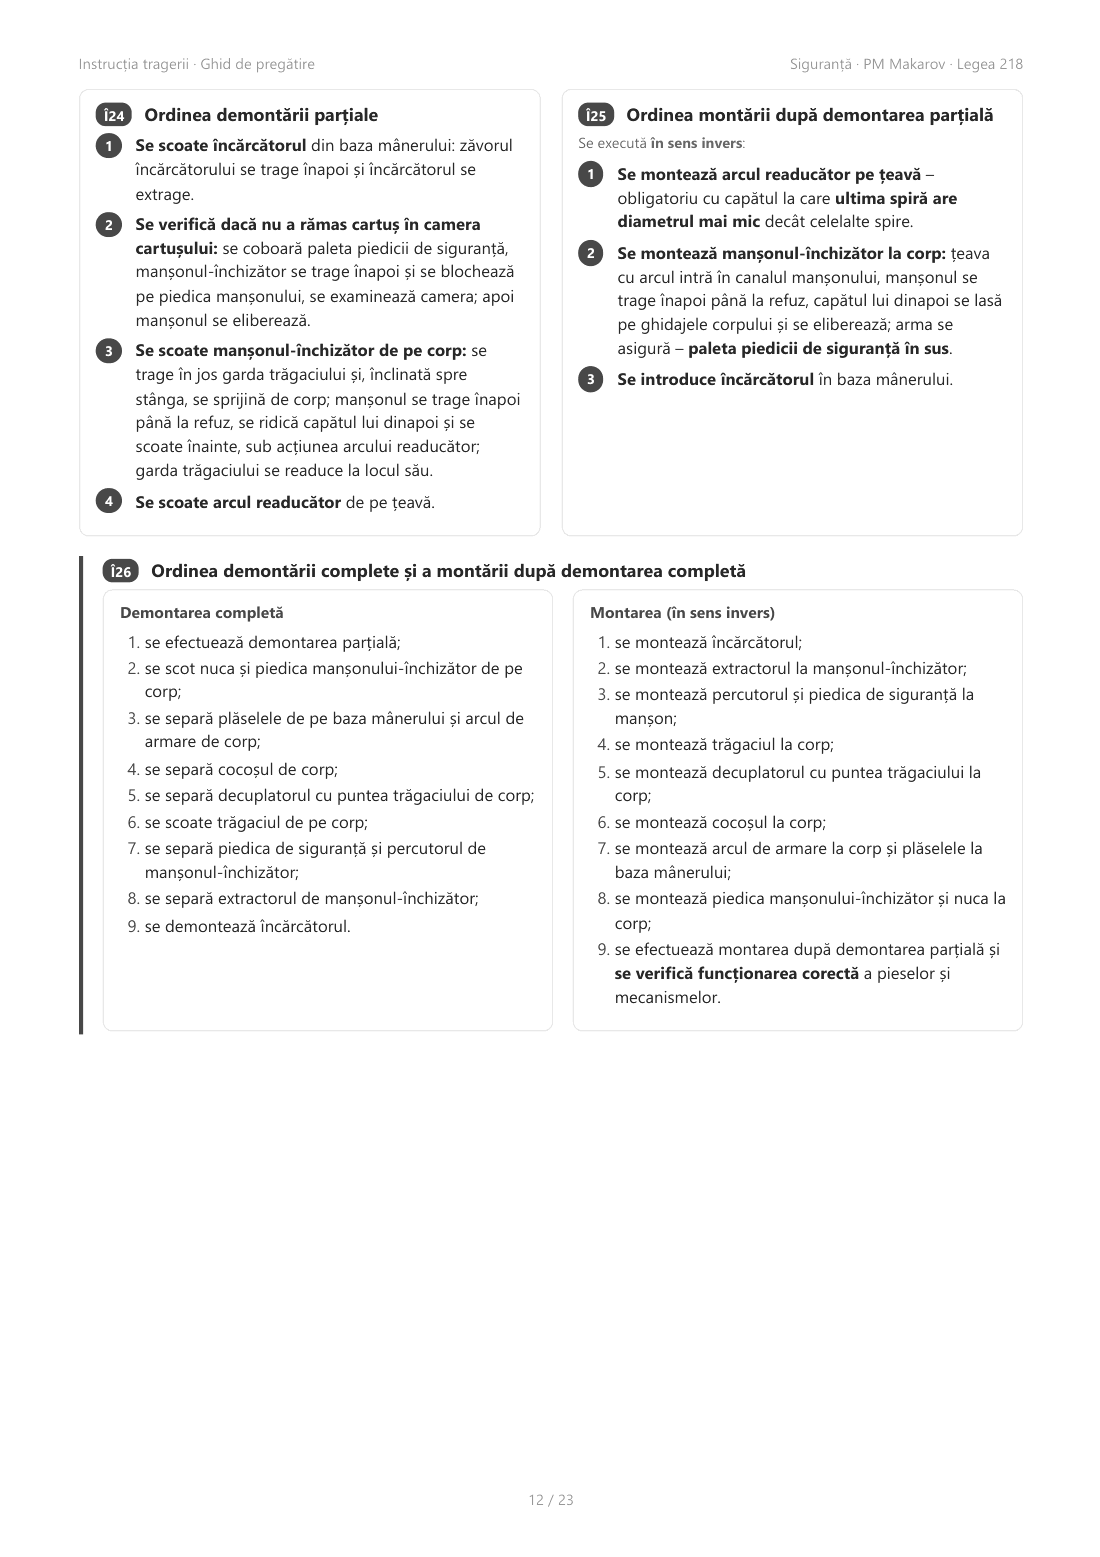 Instrucția tragerii · Ghid de pregătire
Siguranță · PM Makarov · Legea 218
Î24 Ordinea demontării parțiale
1 Se scoate încărcătorul din baza mânerului: zăvorul
încărcătorului se trage înapoi și încărcătorul se
extrage.
2 Se verifică dacă nu a rămas cartuș în camera
cartușului: se coboară paleta piedicii de siguranță,
manșonul-închizător se trage înapoi și se blochează
pe piedica manșonului, se examinează camera; apoi
manșonul se eliberează.
3 Se scoate manșonul-închizător de pe corp: se
trage în jos garda trăgaciului și, înclinată spre
stânga, se sprijină de corp; manșonul se trage înapoi
până la refuz, se ridică capătul lui dinapoi și se
scoate înainte, sub acțiunea arcului readucător;
garda trăgaciului se readuce la locul său.
4 Se scoate arcul readucător de pe țeavă.
Î25 Ordinea montării după demontarea parțială
Se execută în sens invers:
1 Se montează arcul readucător pe țeavă –
obligatoriu cu capătul la care ultima spiră are
diametrul mai mic decât celelalte spire.
2 Se montează manșonul-închizător la corp: țeava
cu arcul intră în canalul manșonului, manșonul se
trage înapoi până la refuz, capătul lui dinapoi se lasă
pe ghidajele corpului și se eliberează; arma se
asigură – paleta piedicii de siguranță în sus.
3 Se introduce încărcătorul în baza mânerului.
Î26 Ordinea demontării complete și a montării după demontarea completă
Demontarea completă
1. se efectuează demontarea parțială;
2. se scot nuca și piedica manșonului-închizător de pe
corp;
3. se separă plăselele de pe baza mânerului și arcul de
armare de corp;
4. se separă cocoșul de corp;
5. se separă decuplatorul cu puntea trăgaciului de corp;
6. se scoate trăgaciul de pe corp;
7. se separă piedica de siguranță și percutorul de
manșonul-închizător;
8. se separă extractorul de manșonul-închizător;
9. se demontează încărcătorul.
Montarea (în sens invers)
1. se montează încărcătorul;
2. se montează extractorul la manșonul-închizător;
3. se montează percutorul și piedica de siguranță la
manșon;
4. se montează trăgaciul la corp;
5. se montează decuplatorul cu puntea trăgaciului la
corp;
6. se montează cocoșul la corp;
7. se montează arcul de armare la corp și plăselele la
baza mânerului;
8. se montează piedica manșonului-închizător și nuca la
corp;
9. se efectuează montarea după demontarea parțială și
se verifică funcționarea corectă a pieselor și
mecanismelor.
12 / 23